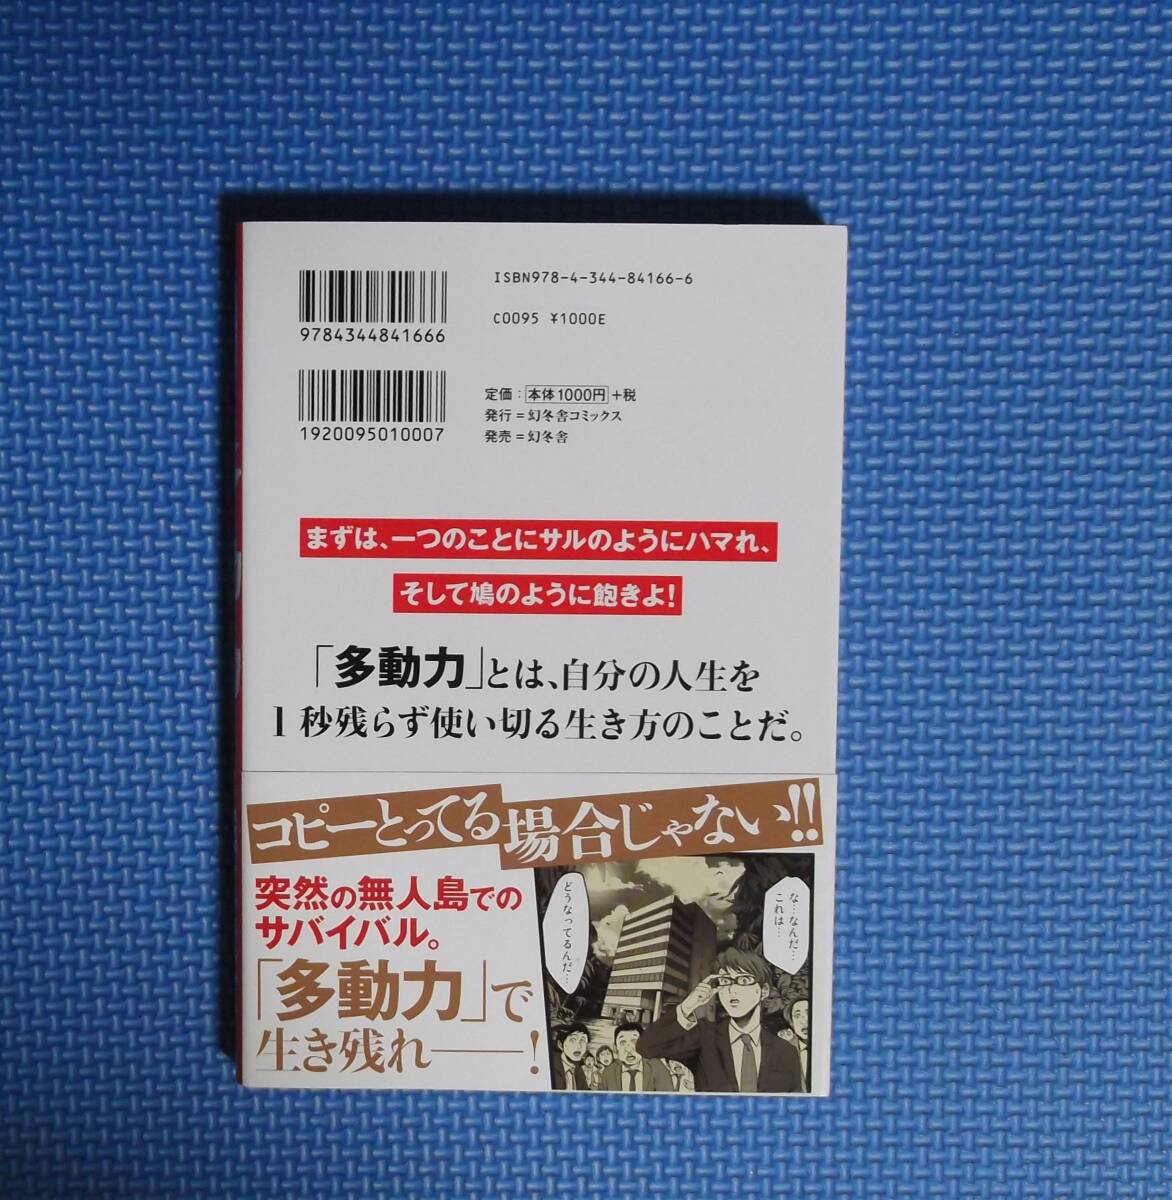 ISBN978-4-344-84166-6
9784344841666
C0095 ¥1000E
1920095010007
定価：本体1000円＋税
発行＝幻冬舎コミックス
発売＝幻冬舎
まずは、一つのことにサルのようにハマれ、
そして鳩のように飽きよ！
「多動力」とは、自分の人生を
1秒残らず使い切る生き方のことだ。
コピーとってる場合じゃない!!
突然の無人島での
サバイバル。
「多動力」で
生き残れ――！
な…なんだ…
これは…
どうなってるんだ…